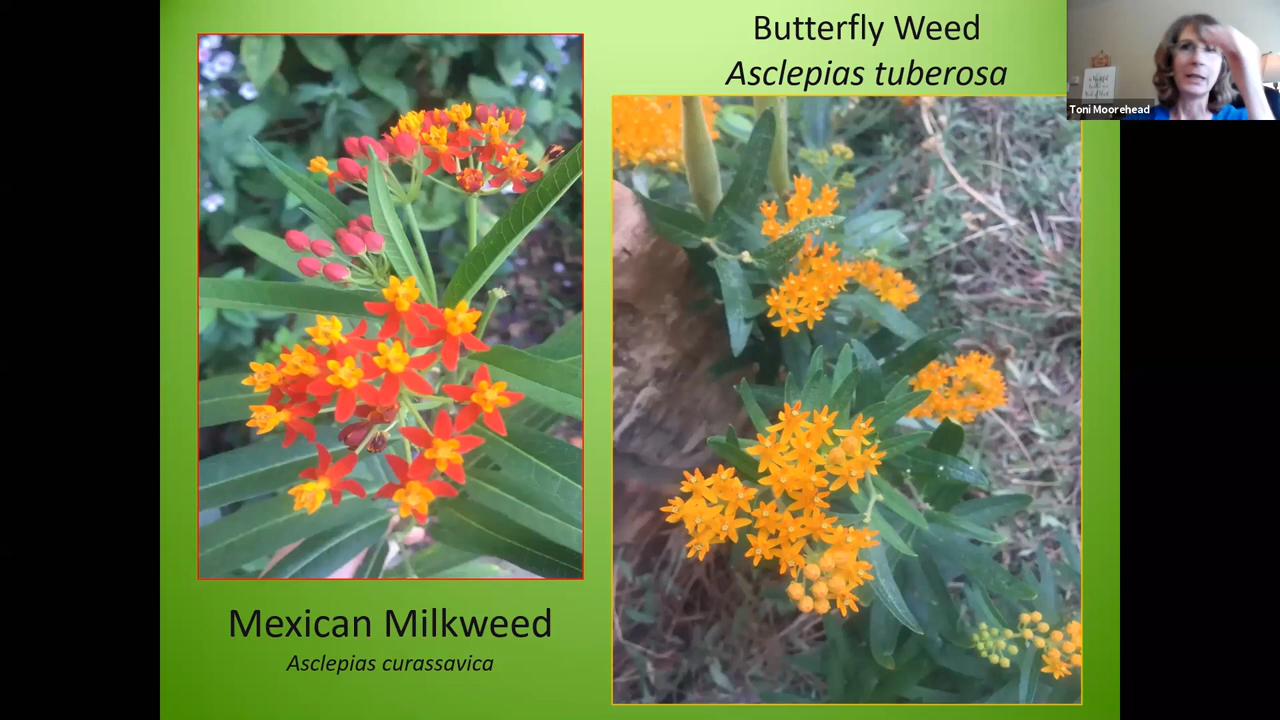 Butterfly Weed
Asclepias tuberosa
Toni Moorehead
Mexican Milkweed
Asclepias curassavica